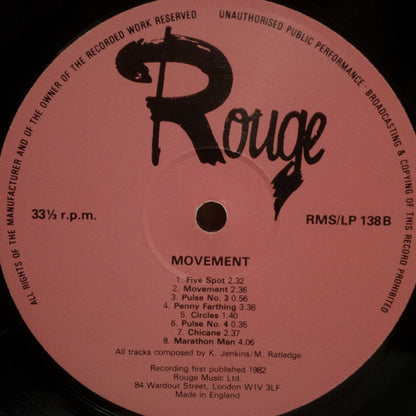 ALL RIGHTS OF THE MANUFACTURER AND OF THE OWNER OF THE RECORDED WORK RESERVED
UNAUTHORISED PUBLIC PERFORMANCE · BROADCASTING & COPYING OF THIS RECORD PROHIBITED
Rouge
33⅓ r.p.m.
RMS/LP 138 B
MOVEMENT
1. Five Spot 2.32
2. Movement 2.36
3. Pulse No. 3 0.56
4. Penny Farthing 3.36
5. Circles 1.40
6. Pulse No. 4 0.35
7. Chicane 2.37
8. Marathon Man 4.06
All tracks composed by K. Jenkins/M. Ratledge
Recording first published 1982
Rouge Music Ltd.
84 Wardour Street, London W1V 3LF
Made in England